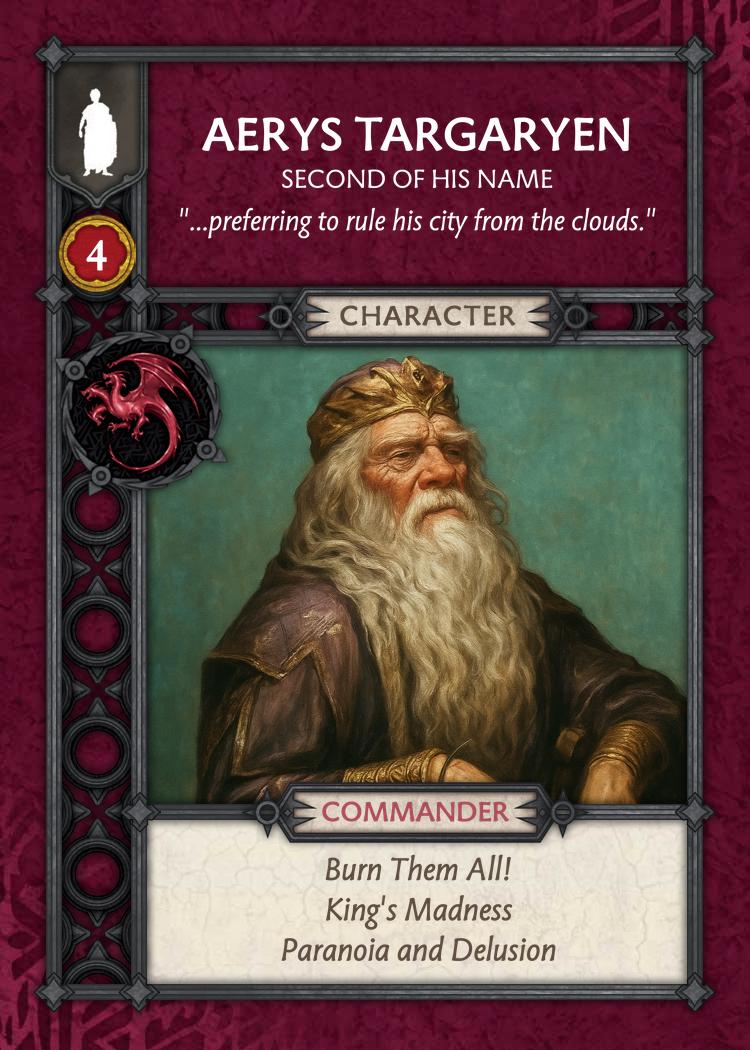 AERYS TARGARYEN
SECOND OF HIS NAME
"...preferring to rule his city from the clouds."
4
CHARACTER
COMMANDER
Burn Them All!
King's Madness
Paranoia and Delusion